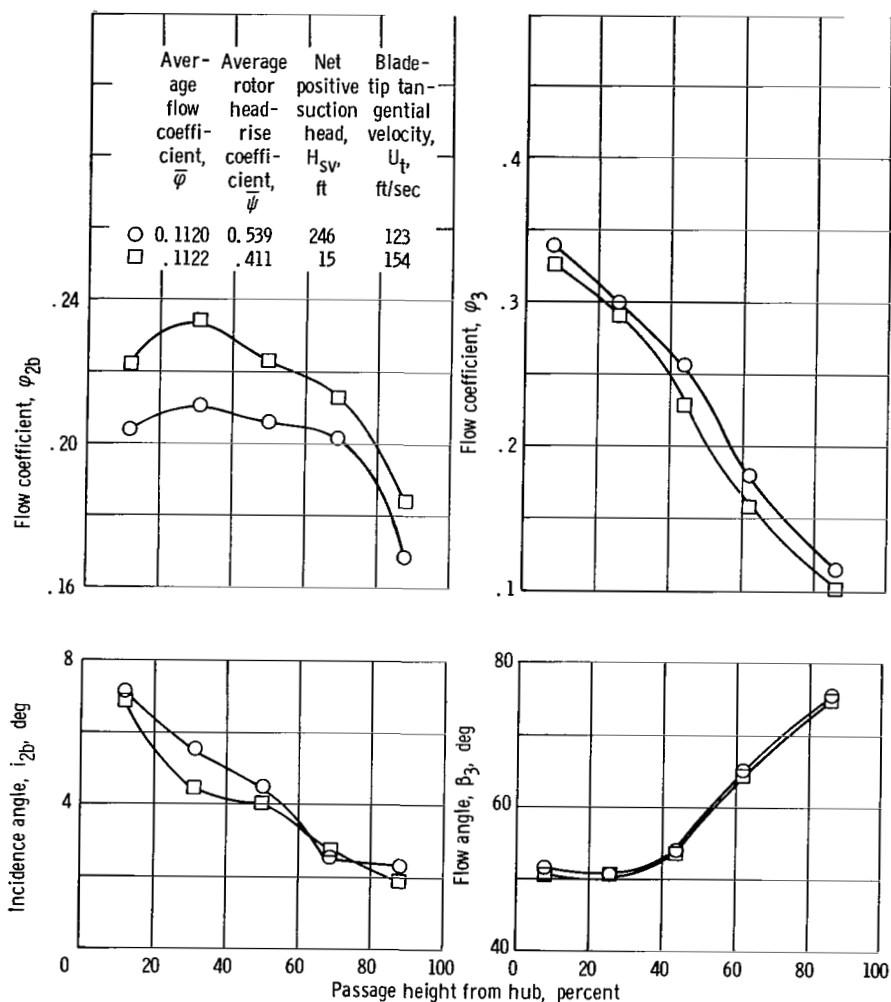 Aver-
age
flow
coeffi-
cient,
φ̅
Average
rotor
head-
rise
coeffi-
cient,
ψ̅
Net
positive
suction
head,
Hsv,
ft
Blade-
tip tan-
gential
velocity,
Ut,
ft/sec
0.1120 0.539 246 123
.1122 .411 15 154
Flow coefficient, φ2b
.24
.20
.16
Flow coefficient, φ3
.4
.3
.2
.1
Incidence angle, i2b, deg
8
4
0
0 20 40 60 80 100
Flow angle, β3, deg
80
60
40
0 20 40 60 80 100
Passage height from hub, percent